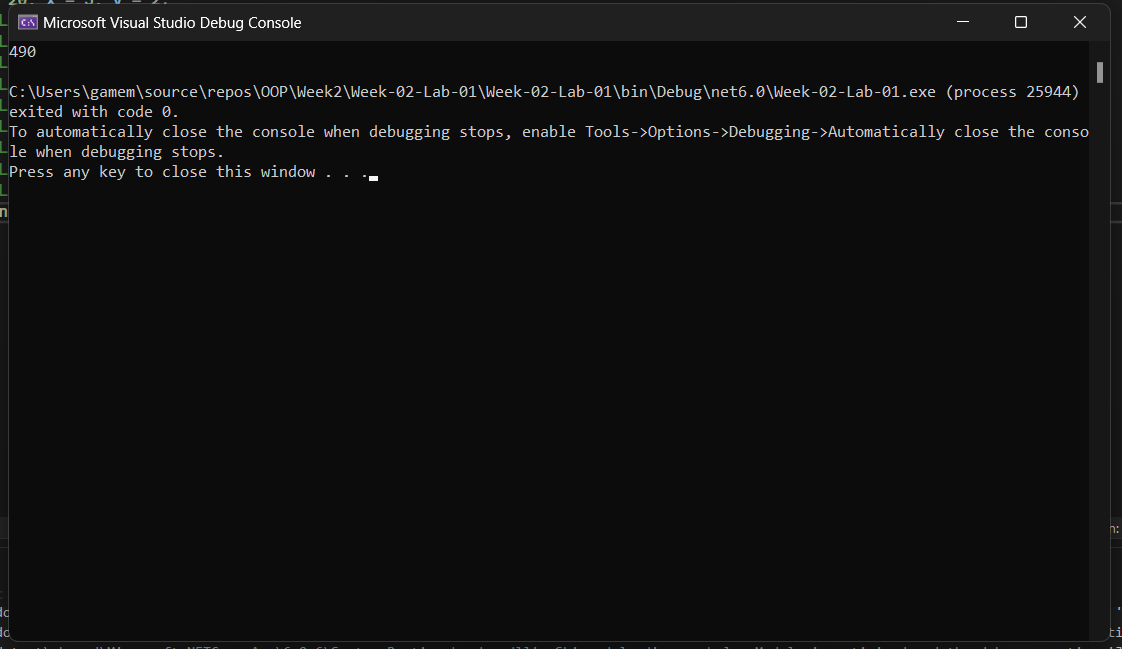 Microsoft Visual Studio Debug Console
490
C:\Users\gamem\source\repos\OOP\Week2\Week-02-Lab-01\Week-02-Lab-01\bin\Debug\net6.0\Week-02-Lab-01.exe (process 25944)
exited with code 0.
To automatically close the console when debugging stops, enable Tools->Options->Debugging->Automatically close the conso
le when debugging stops.
Press any key to close this window . . .